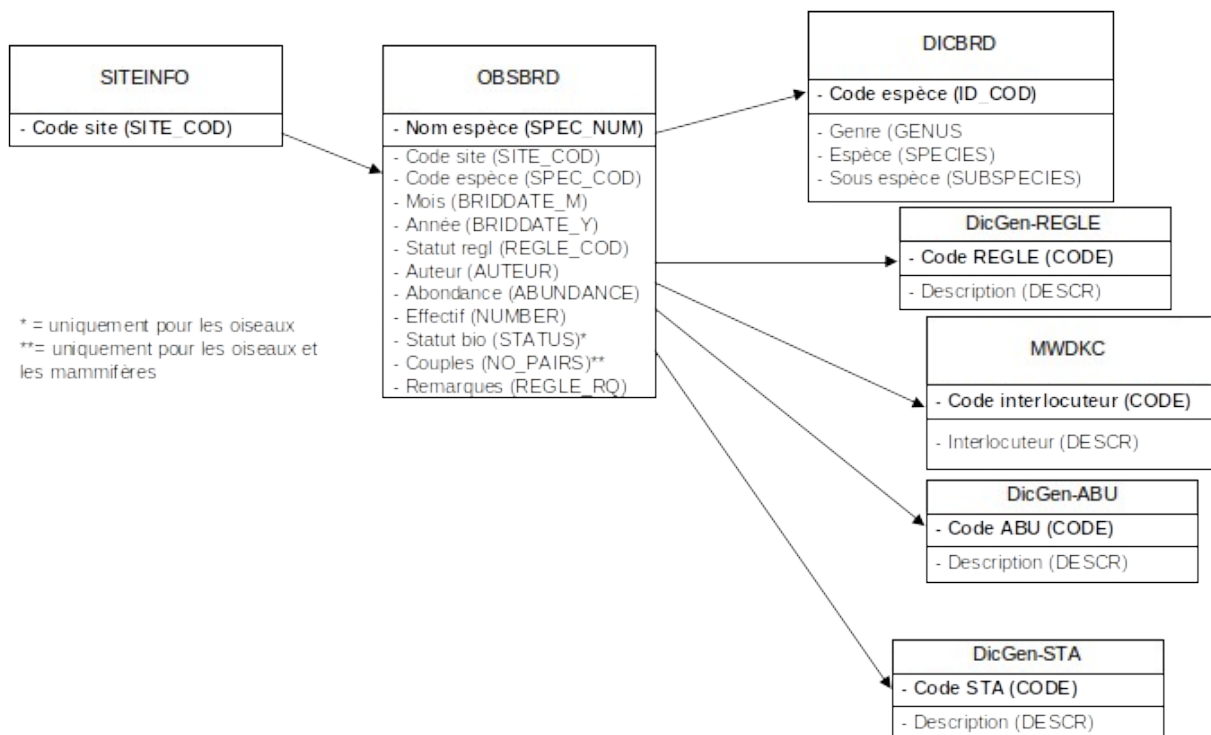 SITEINFO
- Code site (SITE_COD)
OBSBRD
- Nom espèce (SPEC_NUM)
- Code site (SITE_COD)
- Code espèce (SPEC_COD)
- Mois (BRIDDATE_M)
- Année (BRIDDATE_Y)
- Statut regl (REGLE_COD)
- Auteur (AUTEUR)
- Abondance (ABUNDANCE)
- Effectif (NUMBER)
- Statut bio (STATUS)*
- Couples (NO_PAIRS)**
- Remarques (REGLE_RQ)
DICBRD
- Code espèce (ID_COD)
- Genre (GENUS
- Espèce (SPECIES)
- Sous espèce (SUBSPECIES)
DicGen-REGLE
- Code REGLE (CODE)
- Description (DESCR)
MWDKC
- Code interlocuteur (CODE)
- Interlocuteur (DESCR)
DicGen-ABU
- Code ABU (CODE)
- Description (DESCR)
DicGen-STA
- Code STA (CODE)
- Description (DESCR)
* = uniquement pour les oiseaux
**= uniquement pour les oiseaux et
les mammifères